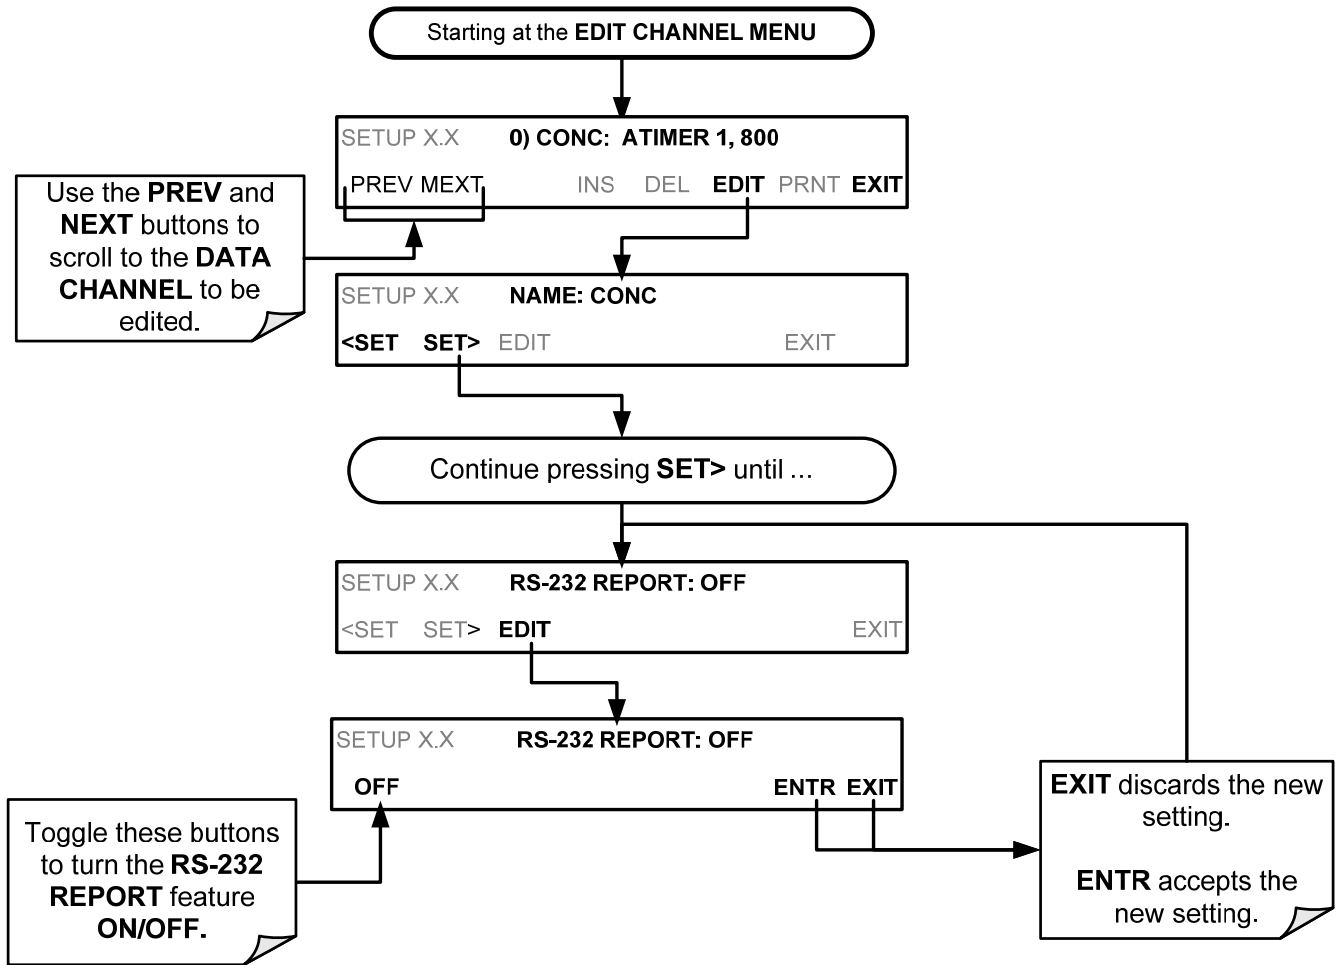 Starting at the EDIT CHANNEL MENU
SETUP X.X 0) CONC: ATIMER 1, 800
PREV MEXT INS DEL EDIT PRNT EXIT
Use the PREV and
NEXT buttons to
scroll to the DATA
CHANNEL to be
edited.
SETUP X.X NAME: CONC
<SET SET> EDIT EXIT
Continue pressing SET> until ...
SETUP X.X RS-232 REPORT: OFF
<SET SET> EDIT EXIT
SETUP X.X RS-232 REPORT: OFF
OFF ENTR EXIT
Toggle these buttons
to turn the RS-232
REPORT feature
ON/OFF.
EXIT discards the new
setting.
ENTR accepts the
new setting.